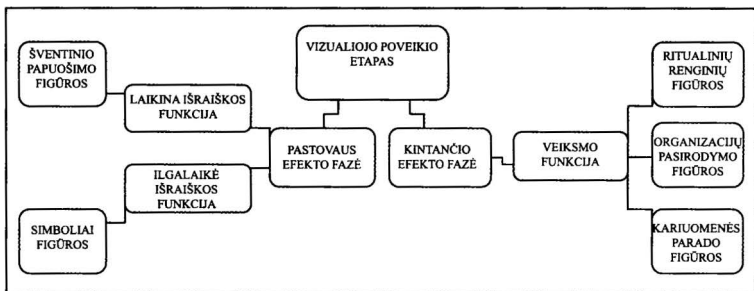 VIZUALIOJO POVEIKIO
ETAPAS
ŠVENTINIO
PAPUOŠIMO
FIGŪROS
LAIKINA IŠRAIŠKOS
FUNKCIJA
ILGALAIKĖ
IŠRAIŠKOS
FUNKCIJA
SIMBOLIAI
FIGŪROS
PASTOVAUS
EFEKTO FAZĖ
KINTANČIO
EFEKTO FAZĖ
VEIKSMO
FUNKCIJA
RITUALINIŲ
RENGINIŲ
FIGŪROS
ORGANIZACIJŲ
PASIRODYMO
FIGŪROS
KARIUOMENĖS
PARADO
FIGŪROS